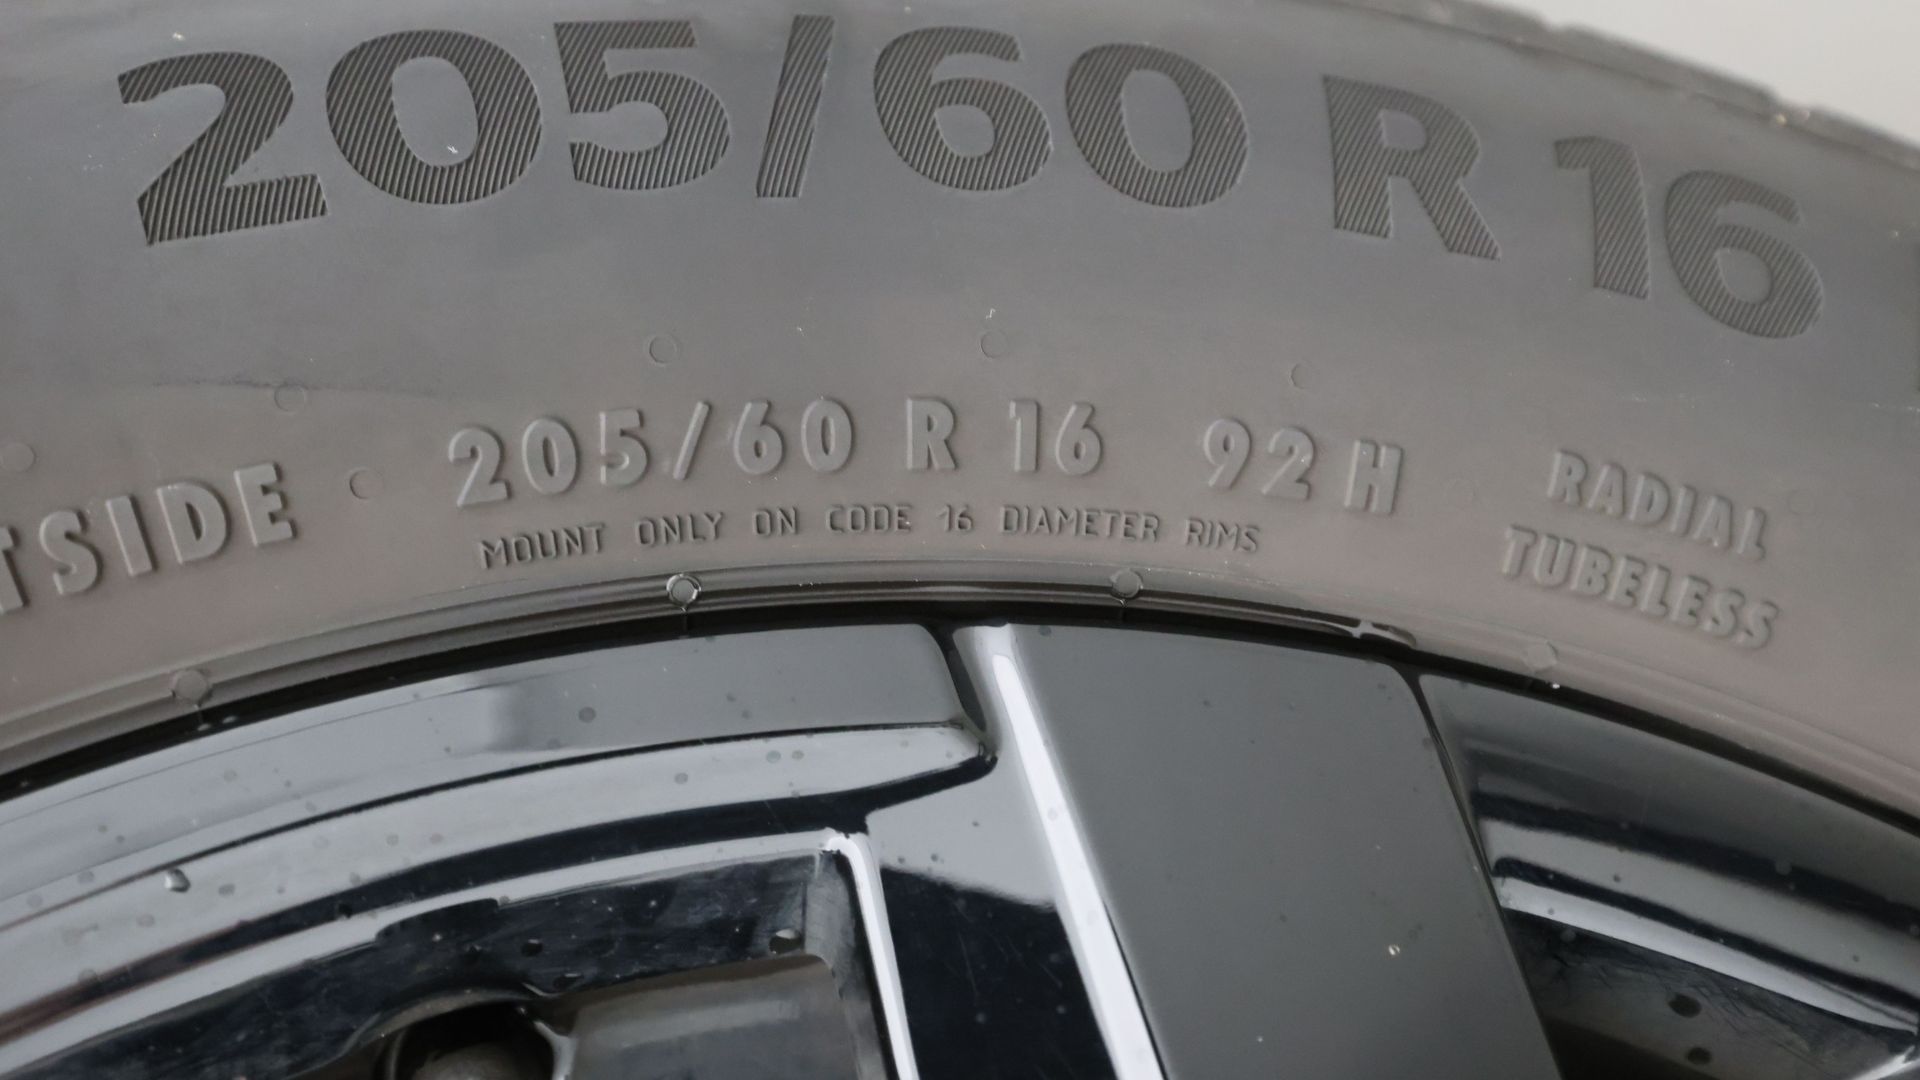 205/60 R 16
TSIDE 205/60 R 16 92 H
MOUNT ONLY ON CODE 16 DIAMETER RIMS
RADIAL
TUBELESS